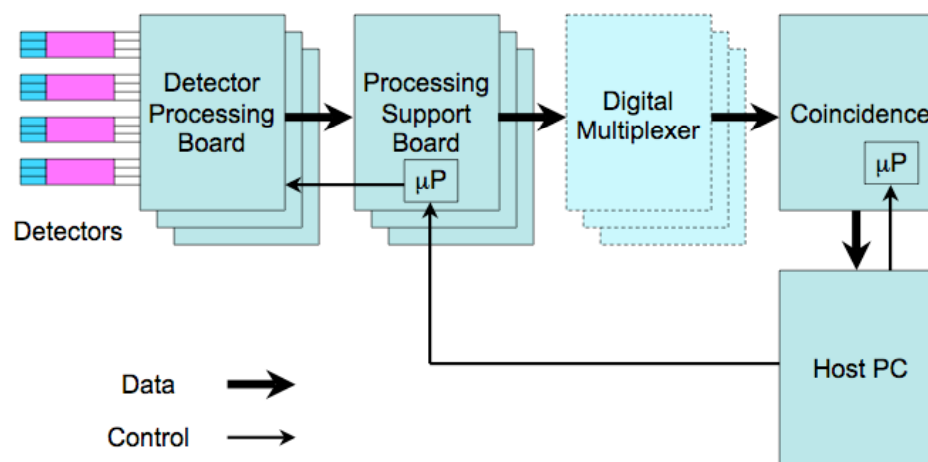 Detector
Processing
Board
Processing
Support
Board
μP
Digital
Multiplexer
Coincidence
μP
Detectors
Host PC
Data
Control